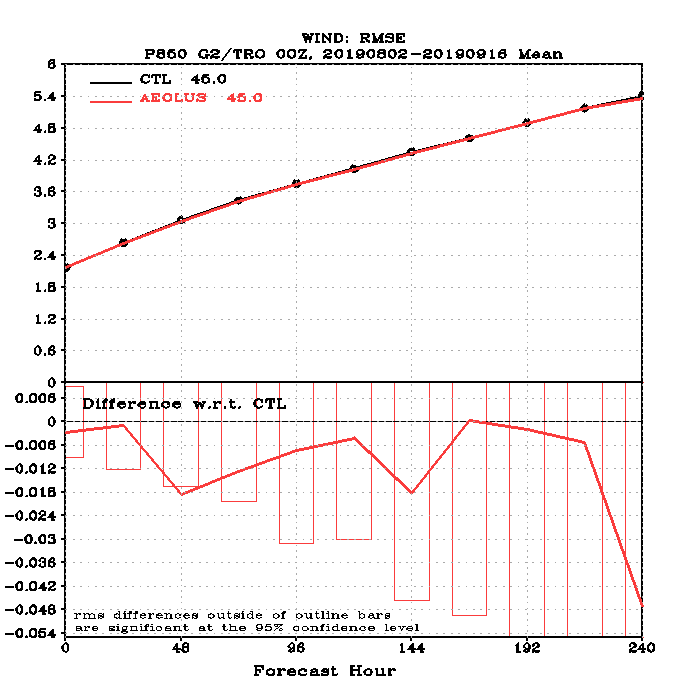 WIND: RMSE
P850 G2/TRO 00Z, 20190802-20190916 Mean
CTL 46.0
AEOLUS 46.0
6
5.4
4.8
4.2
3.6
3
2.4
1.8
1.2
0.6
0
Difference w.r.t. CTL
0.006
0
-0.006
-0.012
-0.018
-0.024
-0.03
-0.036
-0.042
-0.048
-0.054
rms differences outside of outline bars
are significant at the 95% confidence level
0 48 96 144 192 240
Forecast Hour